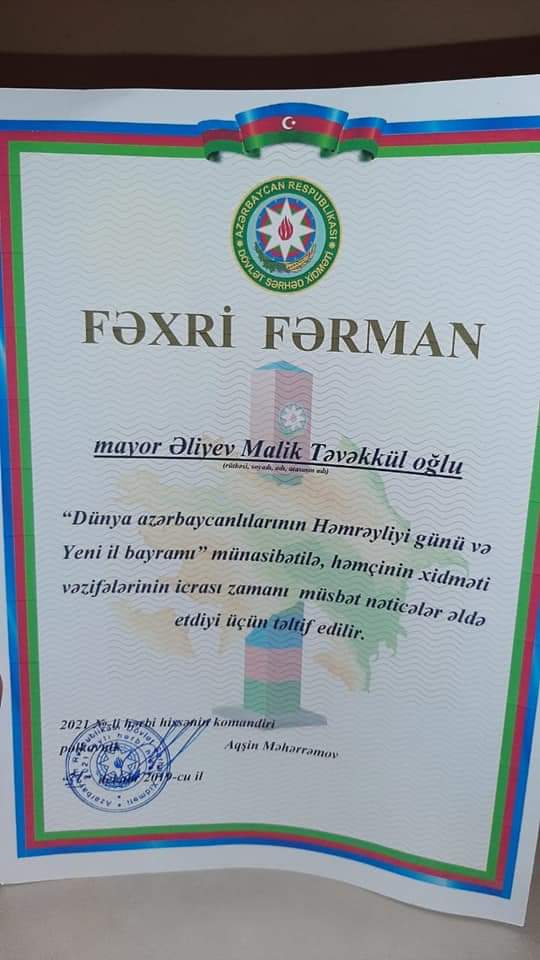 AZƏRBAYCAN RESPUBLİKASI
DÖVLƏT SƏRHƏD XİDMƏTİ
FƏXRİ FƏRMAN
mayor Əliyev Malik Təvəkkül oğlu
(rütbəsi, soyadı, adı, atasının adı)
“Dünya azərbaycanlılarının Həmrəyliyi günü və
Yeni il bayramı” münasibətilə, həmçinin xidməti
vəzifələrinin icrası zamanı müsbət nəticələr əldə
etdiyi üçün təltif edilir.
2021 №-li hərbi hissənin komandiri
polkovnik Aqşin Məhərrəmov
dekabr 2019-cu il